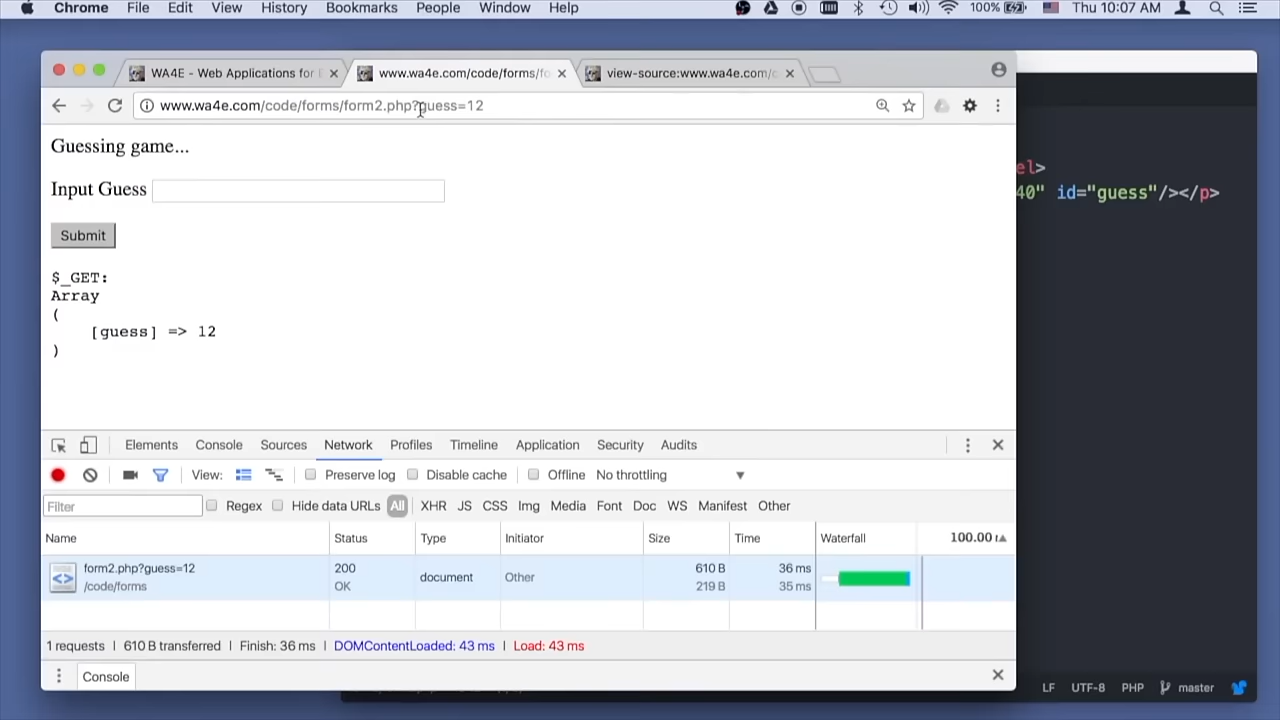 Chrome File Edit View History Bookmarks People Window Help 100% Thu 10:07 AM
WA4E - Web Applications for E www.wa4e.com/code/forms/fo view-source:www.wa4e.com/c
www.wa4e.com/code/forms/form2.php?guess=12
Guessing game...
el>
Input Guess
40" id="guess"/></p>
Submit
$_GET:
Array
(
[guess] => 12
)
Elements Console Sources Network Profiles Timeline Application Security Audits
View: Preserve log Disable cache Offline No throttling
Filter Regex Hide data URLs All XHR JS CSS Img Media Font Doc WS Manifest Other
Name Status Type Initiator Size Time Waterfall 100.00
form2.php?guess=12 200 document Other 610 B 36 ms
/code/forms OK 219 B 35 ms
1 requests | 610 B transferred | Finish: 36 ms | DOMContentLoaded: 43 ms | Load: 43 ms
Console
LF UTF-8 PHP master